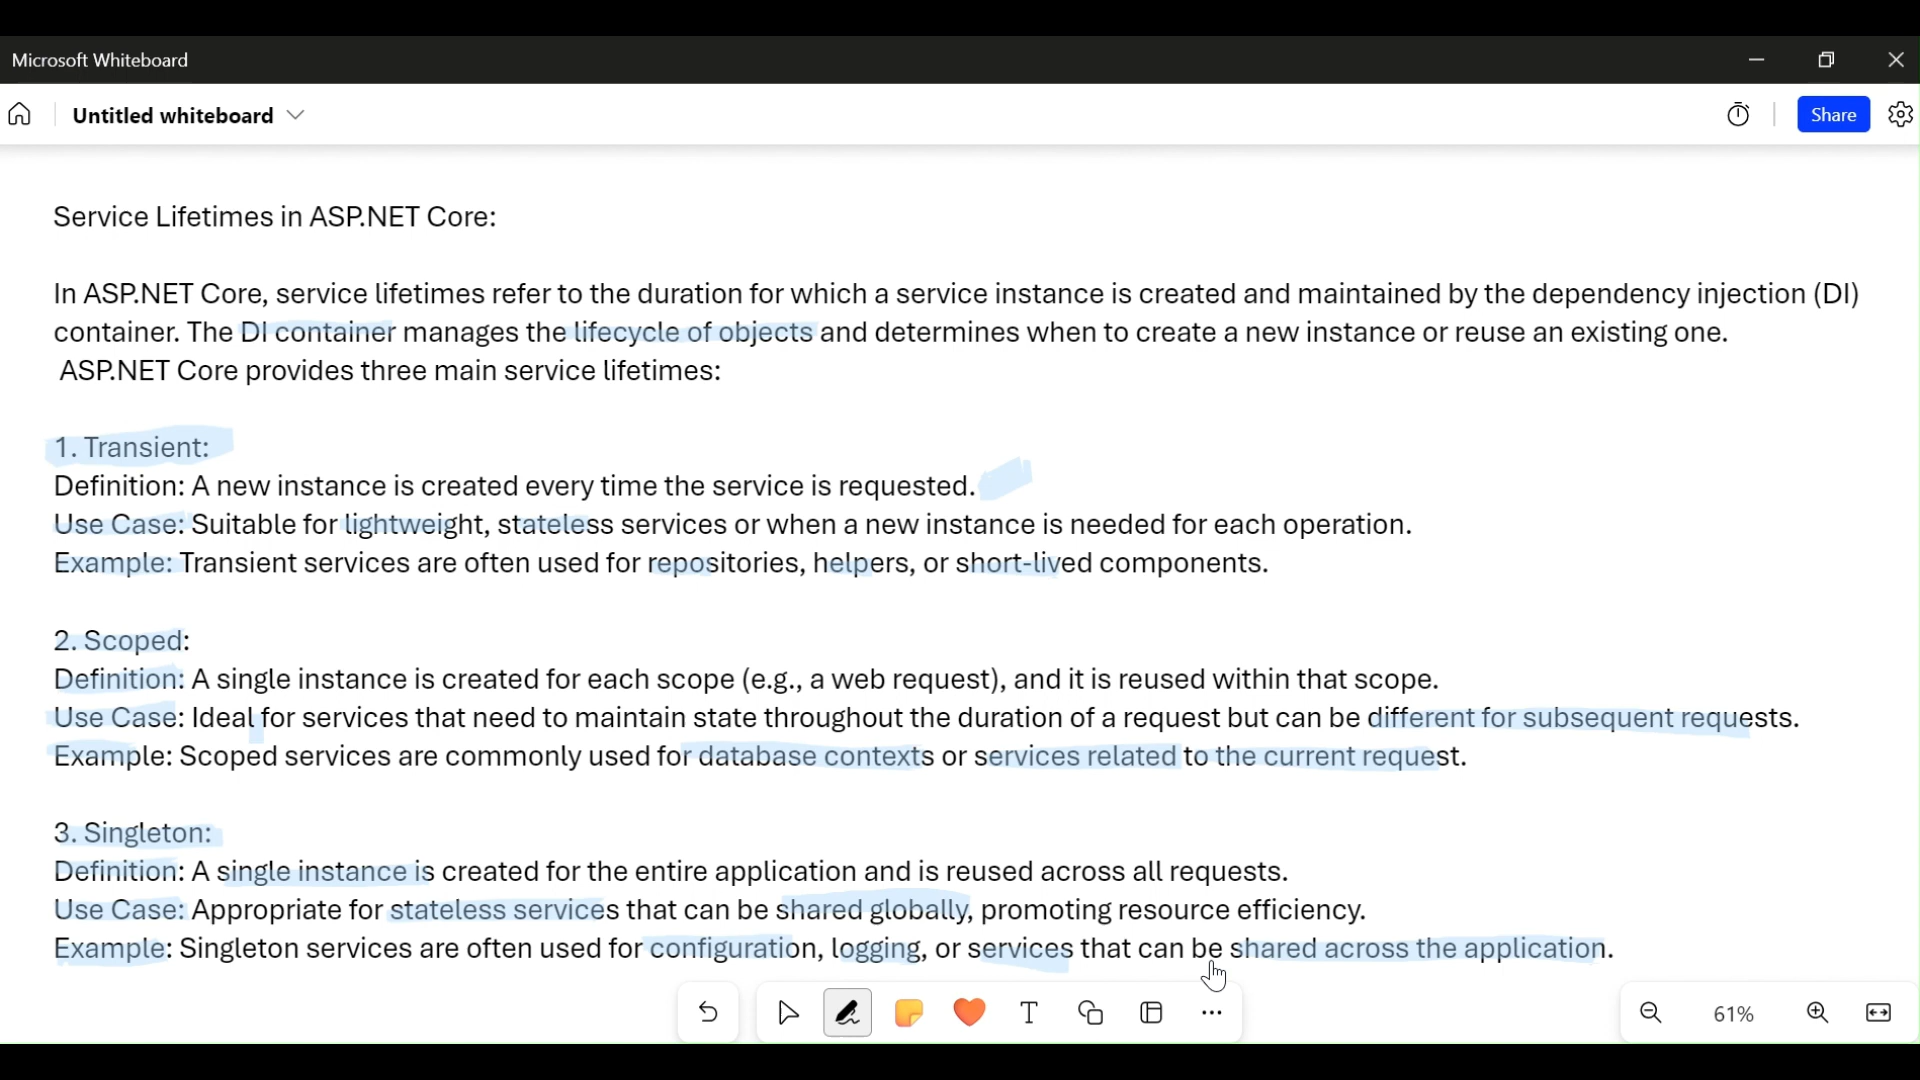 Microsoft Whiteboard
Untitled whiteboard
Share
Service Lifetimes in ASP.NET Core:
In ASP.NET Core, service lifetimes refer to the duration for which a service instance is created and maintained by the dependency injection (DI)
container. The DI container manages the lifecycle of objects and determines when to create a new instance or reuse an existing one.
ASP.NET Core provides three main service lifetimes:
1. Transient:
Definition: A new instance is created every time the service is requested.
Use Case: Suitable for lightweight, stateless services or when a new instance is needed for each operation.
Example: Transient services are often used for repositories, helpers, or short-lived components.
2. Scoped:
Definition: A single instance is created for each scope (e.g., a web request), and it is reused within that scope.
Use Case: Ideal for services that need to maintain state throughout the duration of a request but can be different for subsequent requests.
Example: Scoped services are commonly used for database contexts or services related to the current request.
3. Singleton:
Definition: A single instance is created for the entire application and is reused across all requests.
Use Case: Appropriate for stateless services that can be shared globally, promoting resource efficiency.
Example: Singleton services are often used for configuration, logging, or services that can be shared across the application.
61%